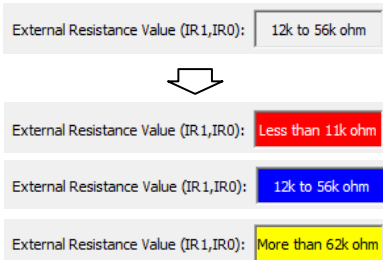 External Resistance Value (IR1,IR0): 12k to 56k ohm
External Resistance Value (IR1,IR0): Less than 11k ohm
External Resistance Value (IR1,IR0): 12k to 56k ohm
External Resistance Value (IR1,IR0): More than 62k ohm